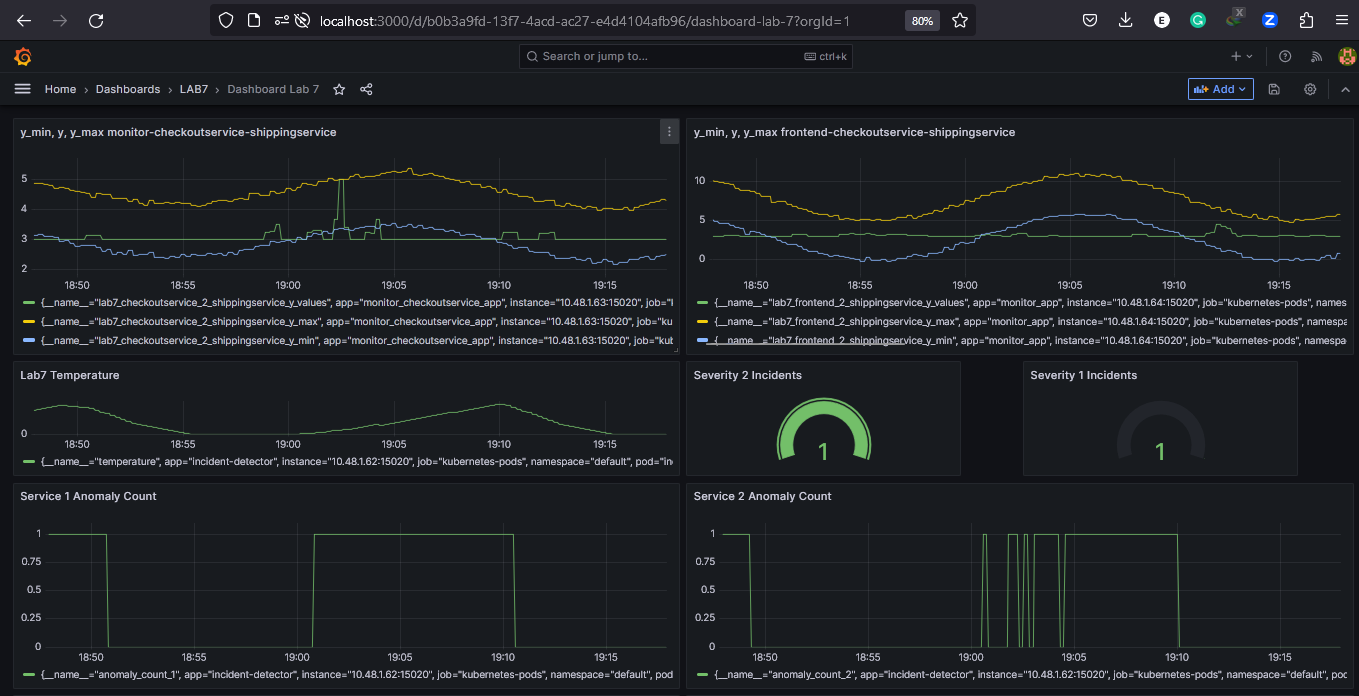 localhost:3000/d/b0b3a9fd-13f7-4acd-ac27-e4d4104afb96/dashboard-lab-7?orgId=1
80%
E
G
X
Z
Search or jump to...
ctrl+k
Home › Dashboards › LAB7 › Dashboard Lab 7
Add
y_min, y, y_max monitor-checkoutservice-shippingservice
5
4
3
2
18:50 18:55 19:00 19:05 19:10 19:15
{__name__="lab7_checkoutservice_2_shippingservice_y_values", app="monitor_checkoutservice_app", instance="10.48.1.63:15020", job="
{__name__="lab7_checkoutservice_2_shippingservice_y_max", app="monitor_checkoutservice_app", instance="10.48.1.63:15020", job="ku
{__name__="lab7_checkoutservice_2_shippingservice_y_min", app="monitor_checkoutservice_app", instance="10.48.1.63:15020", job="kub
y_min, y, y_max frontend-checkoutservice-shippingservice
10
5
0
18:50 18:55 19:00 19:05 19:10 19:15
{__name__="lab7_frontend_2_shippingservice_y_values", app="monitor_app", instance="10.48.1.64:15020", job="kubernetes-pods", names
{__name__="lab7_frontend_2_shippingservice_y_max", app="monitor_app", instance="10.48.1.64:15020", job="kubernetes-pods", namespa
{__name__="lab7_frontend_2_shippingservice_y_min", app="monitor_app", instance="10.48.1.64:15020", job="kubernetes-pods", namespa
Lab7 Temperature
0
18:50 18:55 19:00 19:05 19:10 19:15
{__name__="temperature", app="incident-detector", instance="10.48.1.62:15020", job="kubernetes-pods", namespace="default", pod="in
Severity 2 Incidents
1
Severity 1 Incidents
1
Service 1 Anomaly Count
1
0.75
0.5
0.25
0
18:50 18:55 19:00 19:05 19:10 19:15
{__name__="anomaly_count_1", app="incident-detector", instance="10.48.1.62:15020", job="kubernetes-pods", namespace="default", pod
Service 2 Anomaly Count
1
0.75
0.5
0.25
0
18:50 18:55 19:00 19:05 19:10 19:15
{__name__="anomaly_count_2", app="incident-detector", instance="10.48.1.62:15020", job="kubernetes-pods", namespace="default", pod